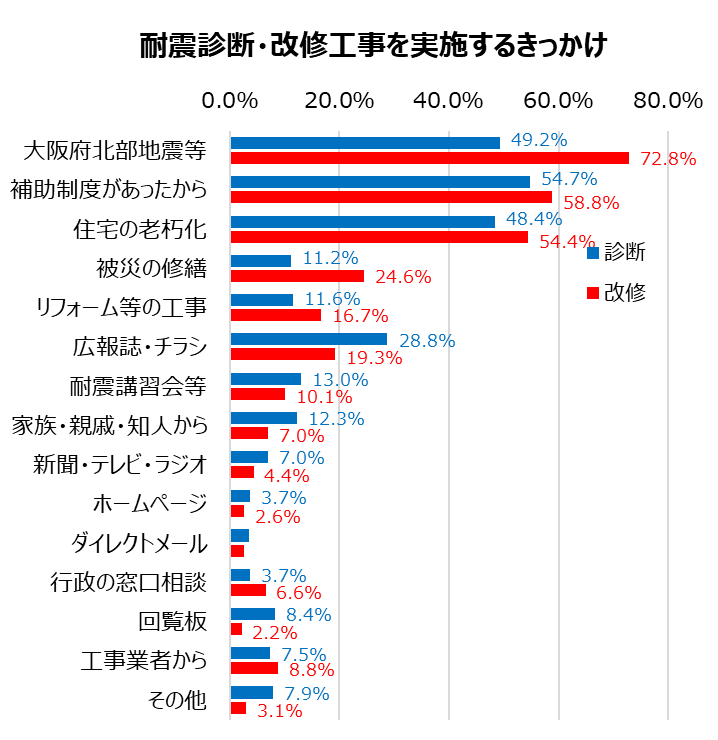 耐震診断・改修工事を実施するきっかけ
0.0% 20.0% 40.0% 60.0% 80.0%
大阪府北部地震等 49.2% 72.8%
補助制度があったから 54.7% 58.8%
住宅の老朽化 48.4% 54.4%
被災の修繕 11.2% 24.6%
リフォーム等の工事 11.6% 16.7%
広報誌・チラシ 28.8% 19.3%
耐震講習会等 13.0% 10.1%
家族・親戚・知人から 12.3% 7.0%
新聞・テレビ・ラジオ 7.0% 4.4%
ホームページ 3.7% 2.6%
ダイレクトメール
行政の窓口相談 3.7% 6.6%
回覧板 8.4% 2.2%
工事業者から 7.5% 8.8%
その他 7.9% 3.1%
診断
改修